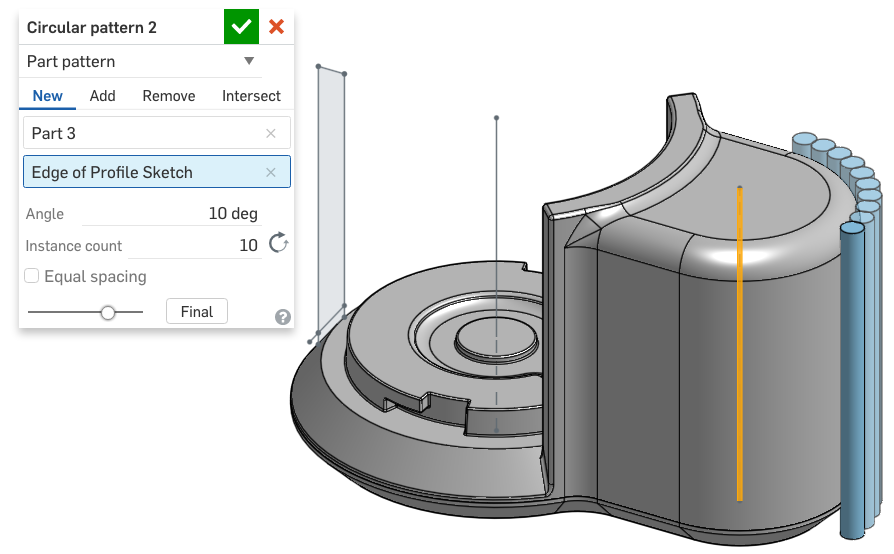 Circular pattern 2
Part pattern
New Add Remove Intersect
Part 3
Edge of Profile Sketch
Angle 10 deg
Instance count 10
Equal spacing
Final
?